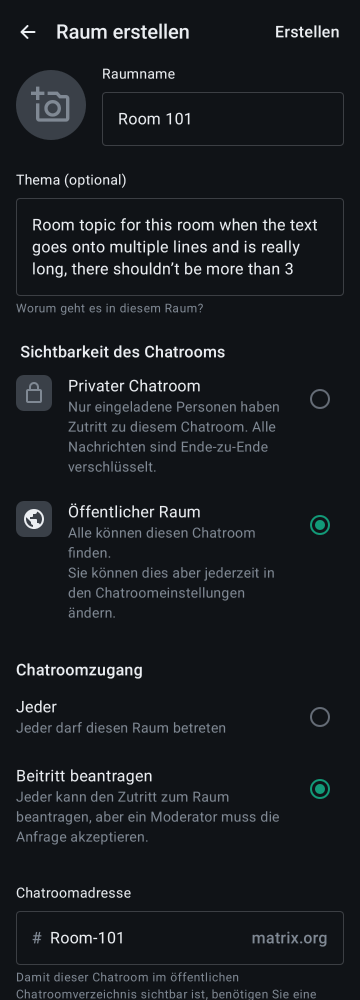 Raum erstellen
Erstellen
Raumname
Room 101
Thema (optional)
Room topic for this room when the text
goes onto multiple lines and is really
long, there shouldn’t be more than 3
Worum geht es in diesem Raum?
Sichtbarkeit des Chatrooms
Privater Chatroom
Nur eingeladene Personen haben
Zutritt zu diesem Chatroom. Alle
Nachrichten sind Ende-zu-Ende
verschlüsselt.
Öffentlicher Raum
Alle können diesen Chatroom
finden.
Sie können dies aber jederzeit in
den Chatroomeinstellungen
ändern.
Chatroomzugang
Jeder
Jeder darf diesen Raum betreten
Beitritt beantragen
Jeder kann den Zutritt zum Raum
beantragen, aber ein Moderator muss die
Anfrage akzeptieren.
Chatroomadresse
# Room-101 matrix.org
Damit dieser Chatroom im öffentlichen
Chatroomverzeichnis sichtbar ist, benötigen Sie eine